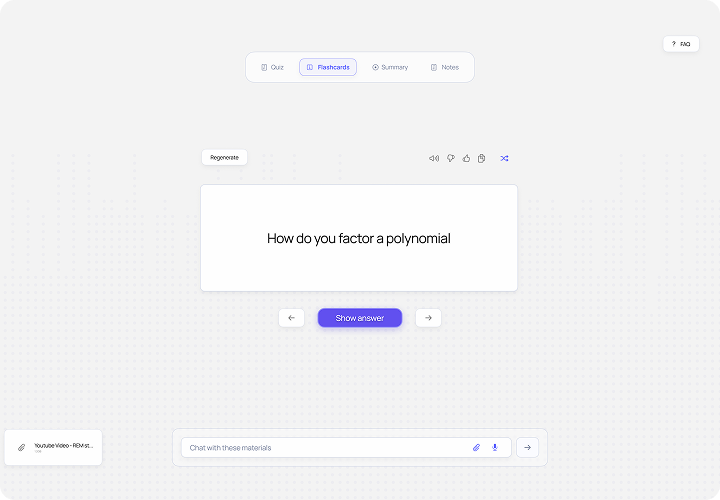 ? FAQ
Quiz
Flashcards
Summary
Notes
Regenerate
How do you factor a polynomial
Show answer
Youtube Video - REM st...
Chat with these materials